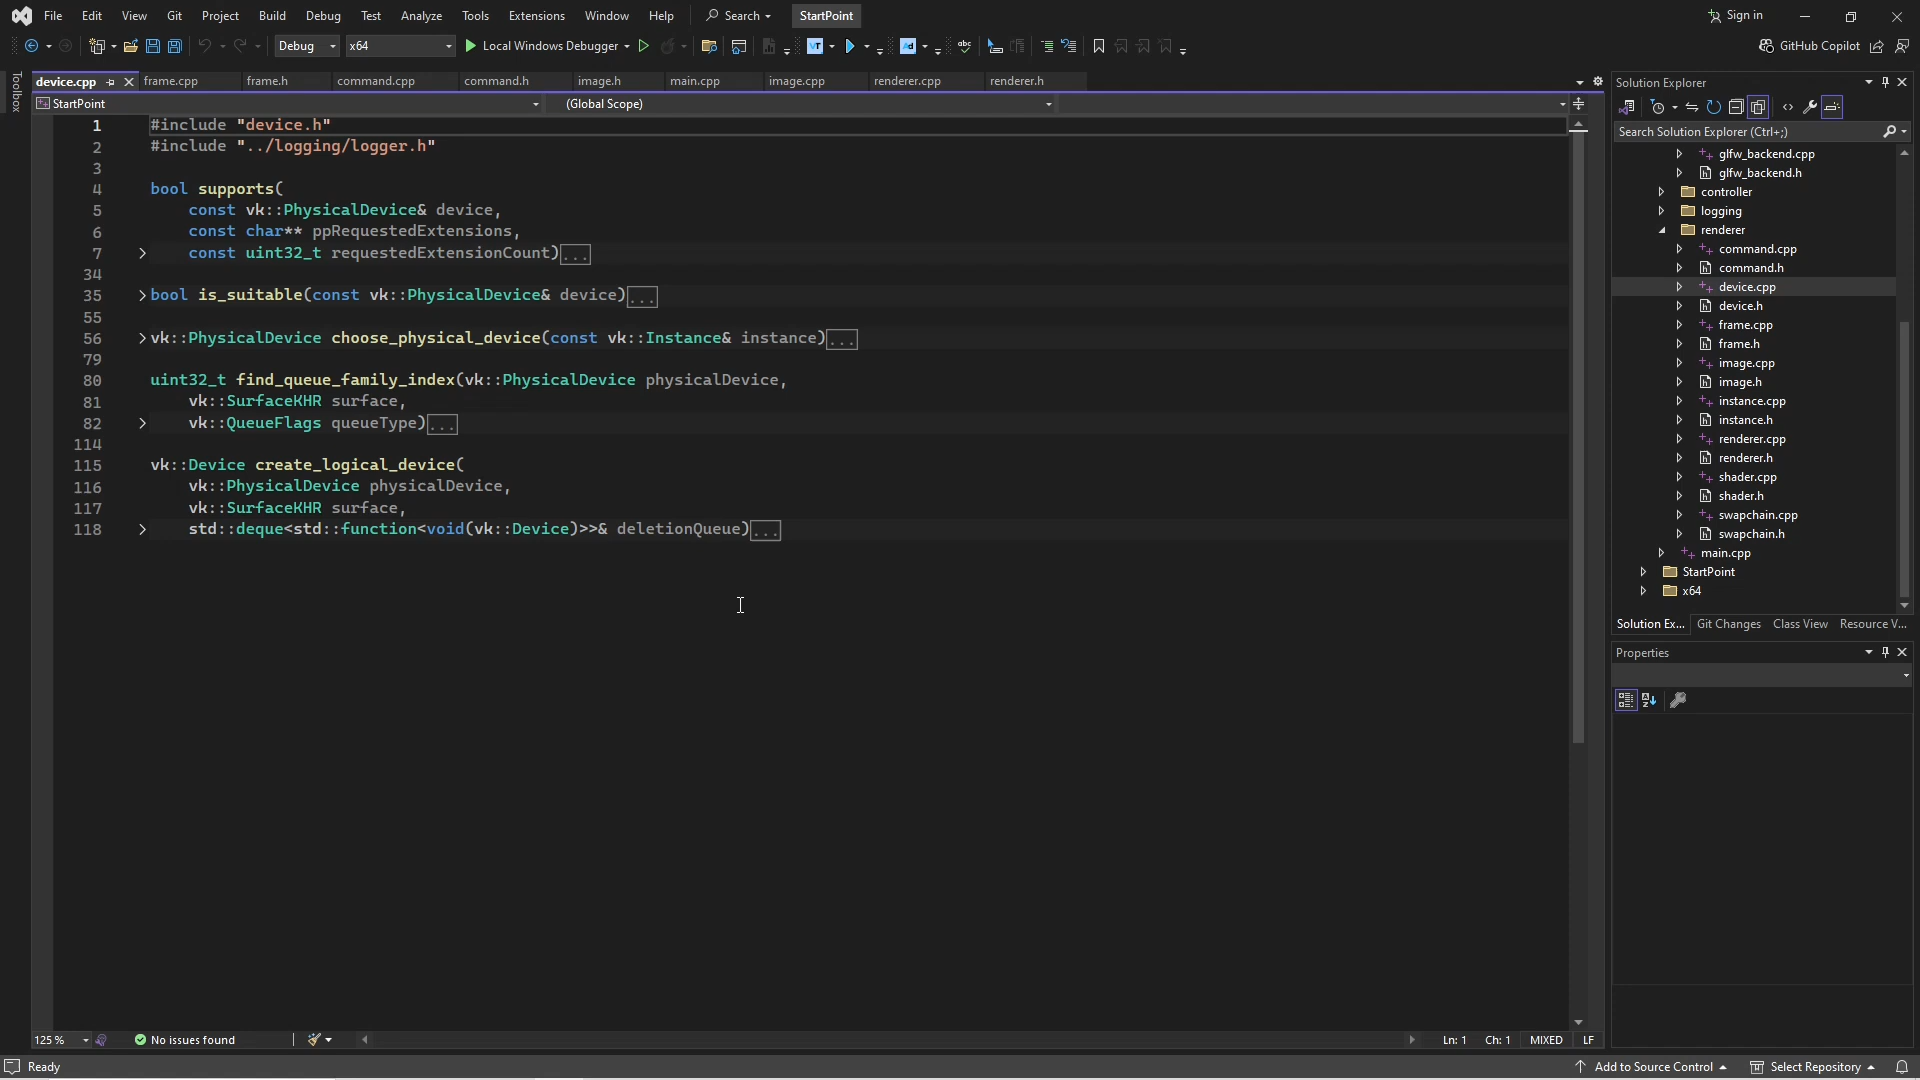 File Edit View Git Project Build Debug Test Analyze Tools Extensions Window Help Search StartPoint Sign in
Debug x64 Local Windows Debugger GitHub Copilot
Toolbox
device.cpp frame.cpp frame.h command.cpp command.h image.h main.cpp image.cpp renderer.cpp renderer.h
StartPoint (Global Scope)
1 #include "device.h"
2 #include "../logging/logger.h"
3
4 bool supports(
5 const vk::PhysicalDevice& device,
6 const char** ppRequestedExtensions,
7 const uint32_t requestedExtensionCount)...
34
35 bool is_suitable(const vk::PhysicalDevice& device)...
55
56 vk::PhysicalDevice choose_physical_device(const vk::Instance& instance)...
79
80 uint32_t find_queue_family_index(vk::PhysicalDevice physicalDevice,
81 vk::SurfaceKHR surface,
82 vk::QueueFlags queueType)...
114
115 vk::Device create_logical_device(
116 vk::PhysicalDevice physicalDevice,
117 vk::SurfaceKHR surface,
118 std::deque<std::function<void(vk::Device)>>& deletionQueue)...
125 % No issues found Ln: 1 Ch: 1 MIXED LF
Solution Explorer
Search Solution Explorer (Ctrl+;)
glfw_backend.cpp
glfw_backend.h
controller
logging
renderer
command.cpp
command.h
device.cpp
device.h
frame.cpp
frame.h
image.cpp
image.h
instance.cpp
instance.h
renderer.cpp
renderer.h
shader.cpp
shader.h
swapchain.cpp
swapchain.h
main.cpp
StartPoint
x64
Solution Ex... Git Changes Class View Resource V...
Properties
Ready Add to Source Control Select Repository